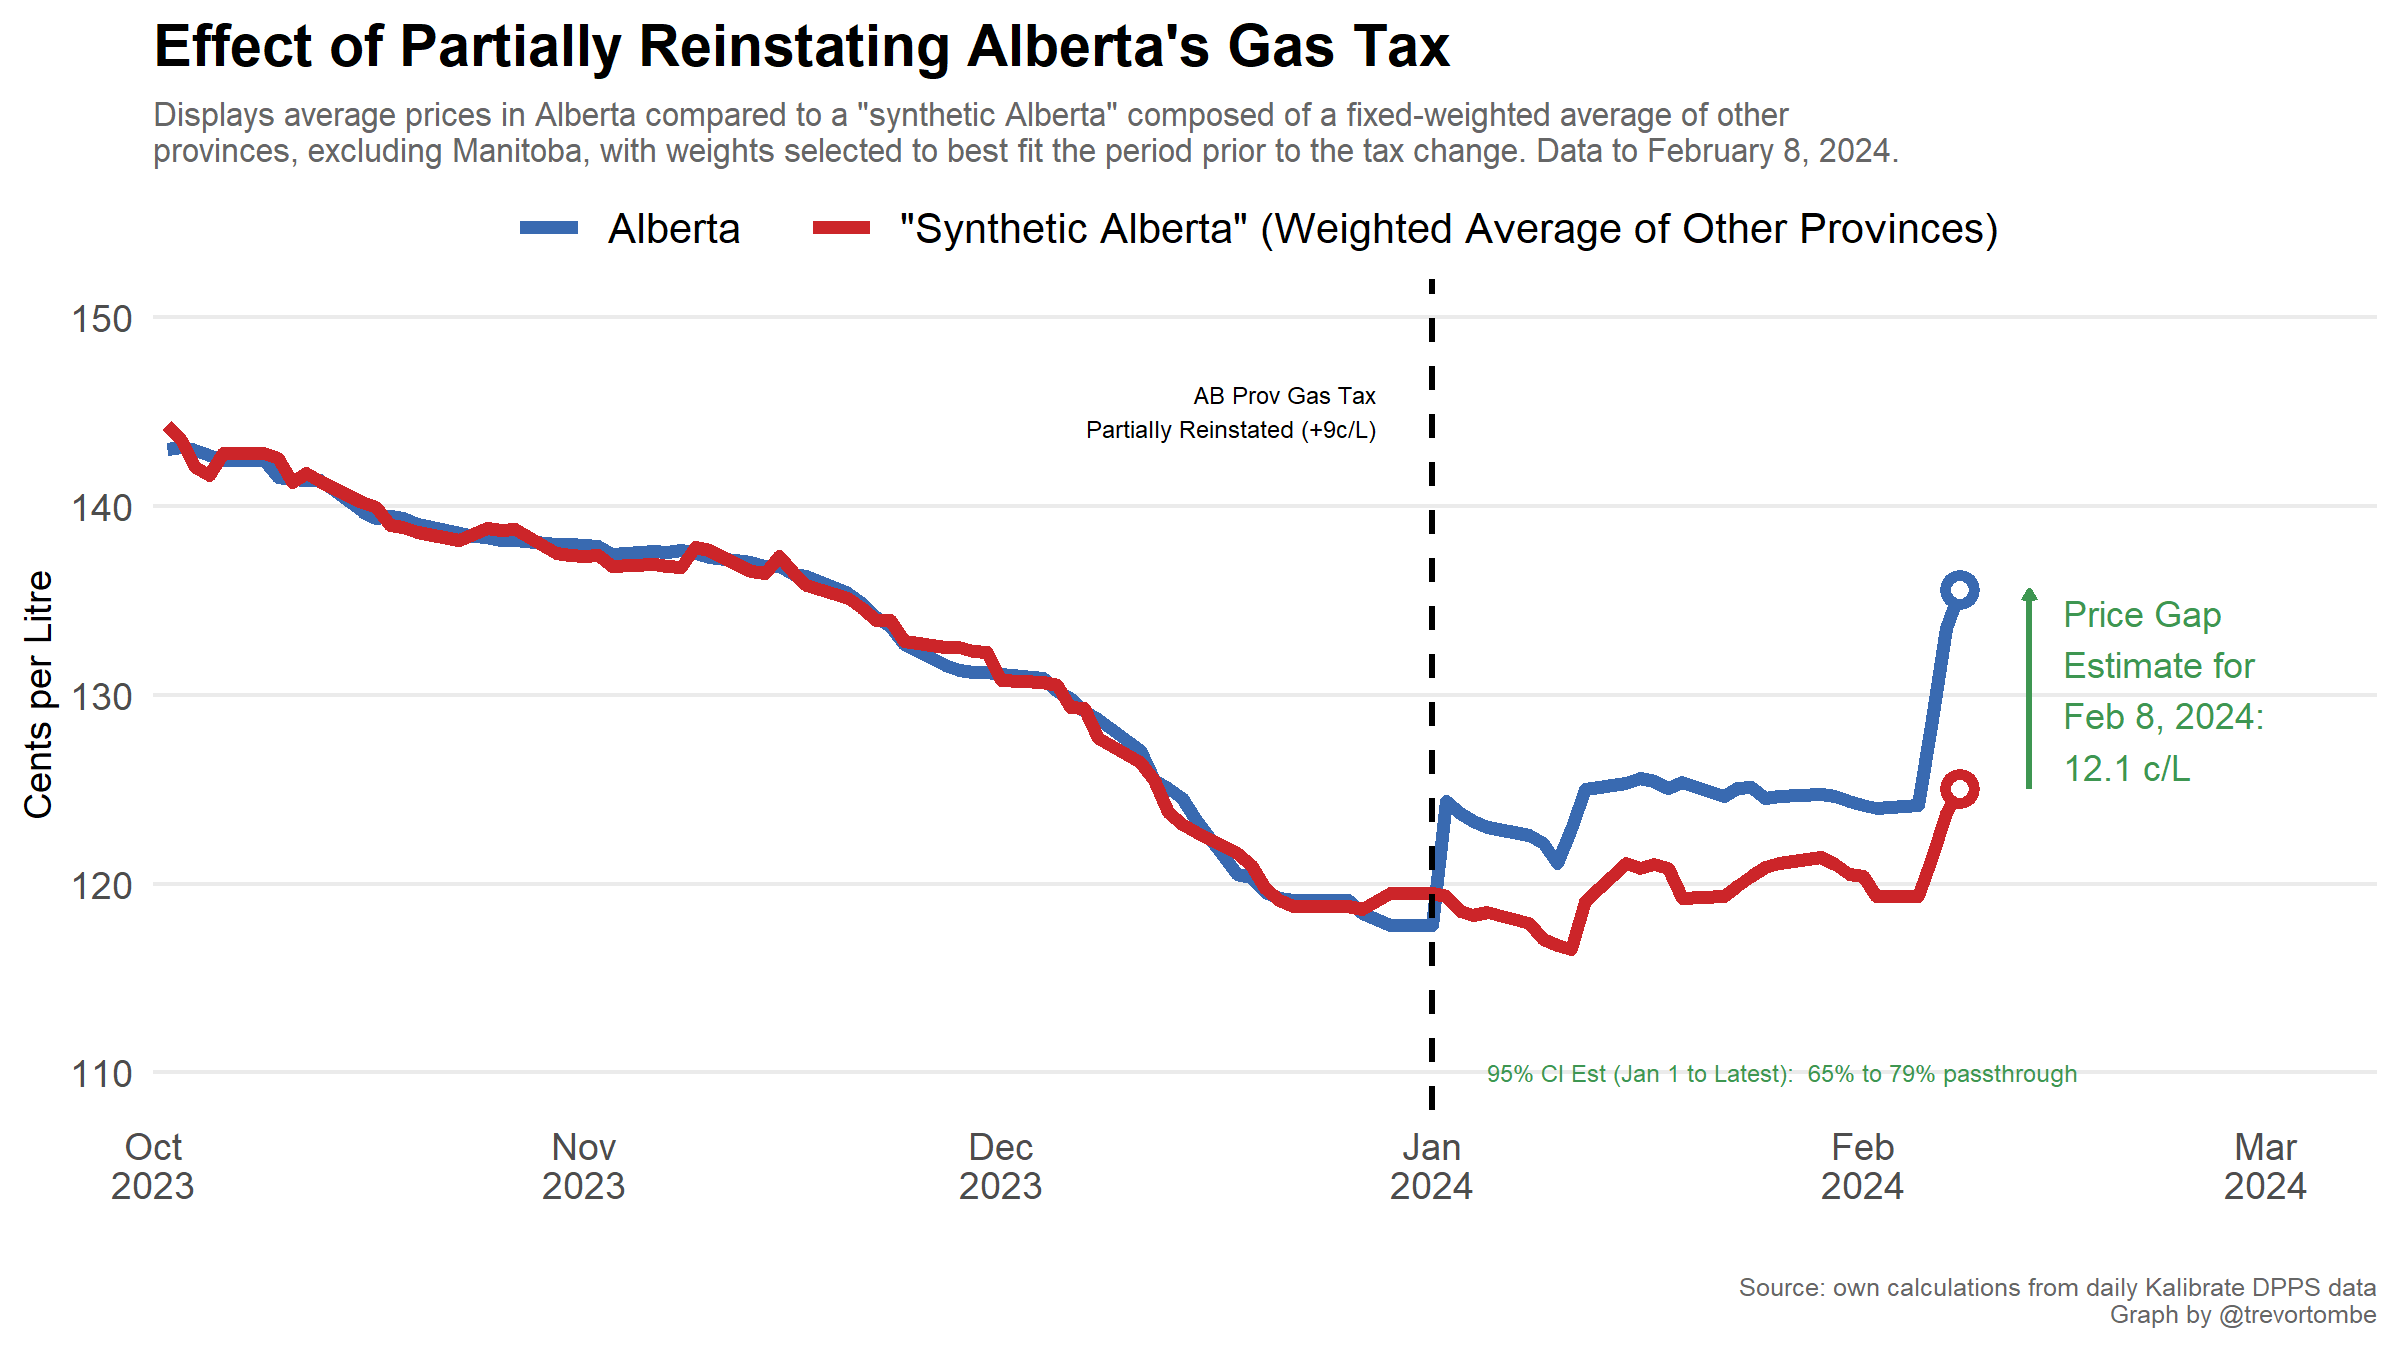 Effect of Partially Reinstating Alberta's Gas Tax
Displays average prices in Alberta compared to a "synthetic Alberta" composed of a fixed-weighted average of other
provinces, excluding Manitoba, with weights selected to best fit the period prior to the tax change. Data to February 8, 2024.
Alberta
"Synthetic Alberta" (Weighted Average of Other Provinces)
Cents per Litre
150
140
130
120
110
AB Prov Gas Tax
Partially Reinstated (+9c/L)
Price Gap
Estimate for
Feb 8, 2024:
12.1 c/L
95% CI Est (Jan 1 to Latest):  65% to 79% passthrough
Oct
2023
Nov
2023
Dec
2023
Jan
2024
Feb
2024
Mar
2024
Source: own calculations from daily Kalibrate DPPS data
Graph by @trevortombe